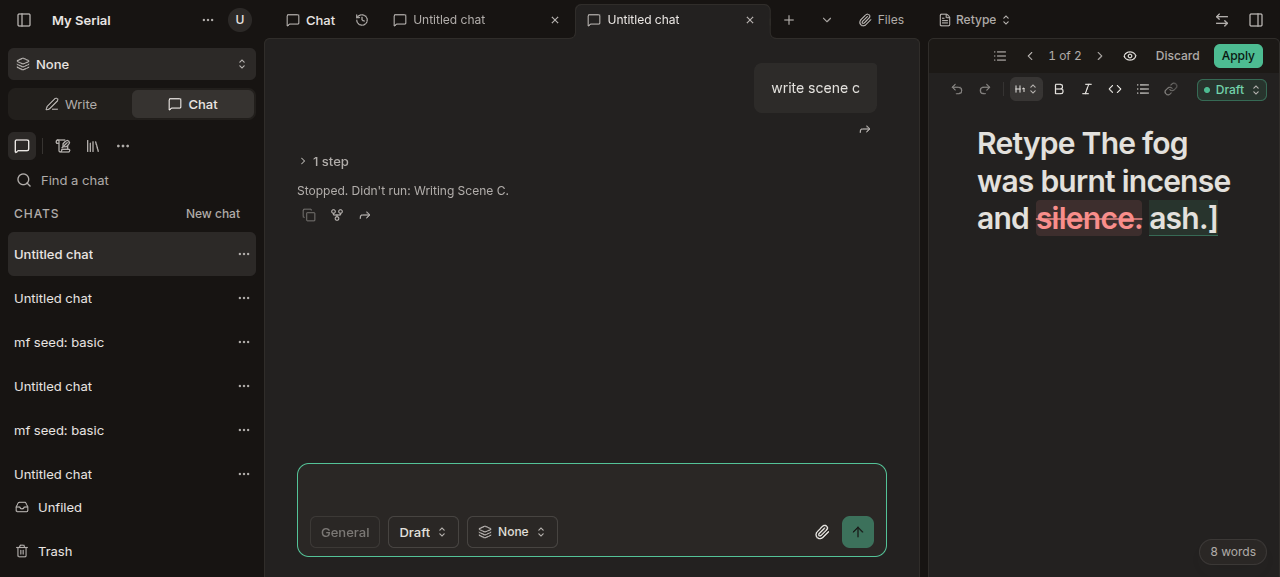 My Serial
U
Chat
Untitled chat
Untitled chat
Files
Retype
None
1 of 2
Discard
Apply
Write
Chat
H1
B
I
Draft
write scene c
Find a chat
1 step
Stopped. Didn't run: Writing Scene C.
CHATS
New chat
Untitled chat
Untitled chat
mf seed: basic
Untitled chat
mf seed: basic
Untitled chat
Unfiled
Trash
General
Draft
None
Retype The fog
was burnt incense
and silence. ash.]
8 words